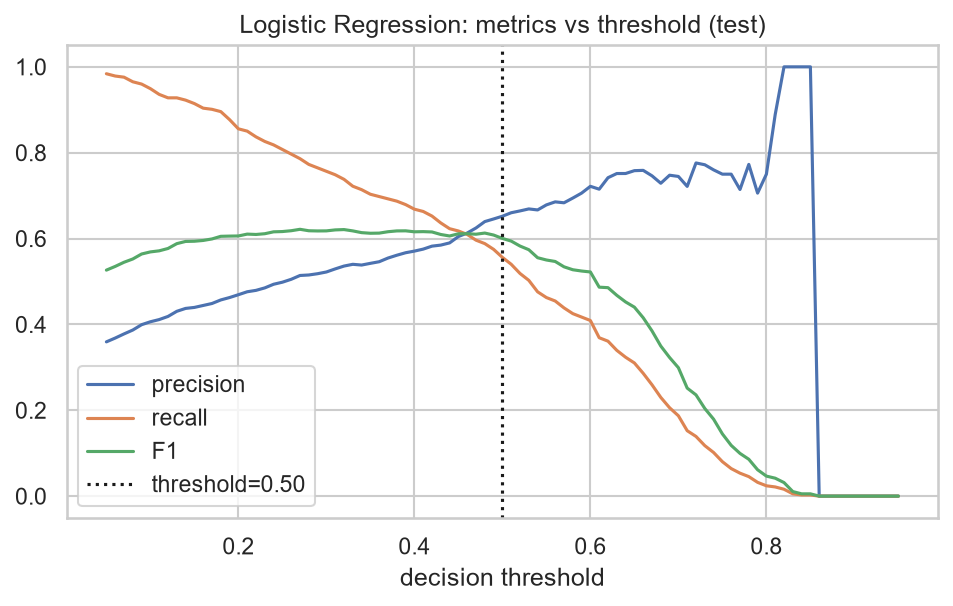 Logistic Regression: metrics vs threshold (test)
1.0
0.8
0.6
0.4
0.2
0.0
precision
recall
F1
threshold=0.50
0.2 0.4 0.6 0.8
decision threshold